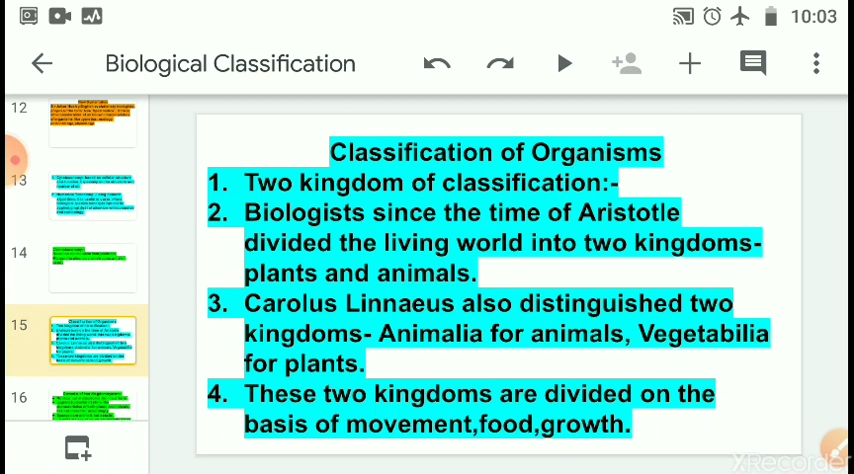 10:03
Biological Classification
12
13
14
15
16
Classification of Organisms
1. Two kingdom of classification:-
2. Biologists since the time of Aristotle
divided the living world into two kingdoms-
plants and animals.
3. Carolus Linnaeus also distinguished two
kingdoms- Animalia for animals, Vegetabilia
for plants.
4. These two kingdoms are divided on the
basis of movement,food,growth.
XRecorder